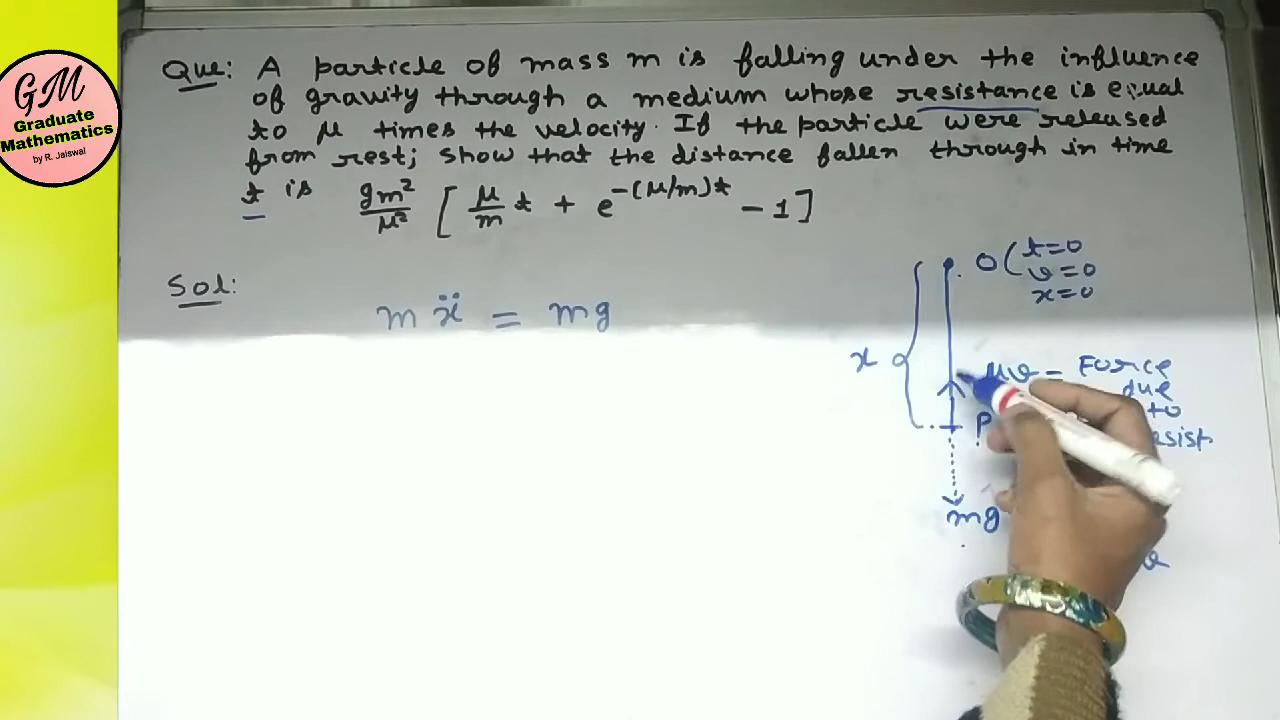 GM
Graduate
Mathematics
by R. Jaiswal
Que: A particle of mass m is falling under the influence
of gravity through a medium whose resistance is equal
to μ times the velocity. If the particle were released
from rest; show that the distance fallen through in time
t is gm²/μ² [ μ/m t + e^-(μ/m)t - 1 ]
Sol:
mẍ = mg
O (t=0
v=0
x=0
x
μv = Force
due
to
P
mg